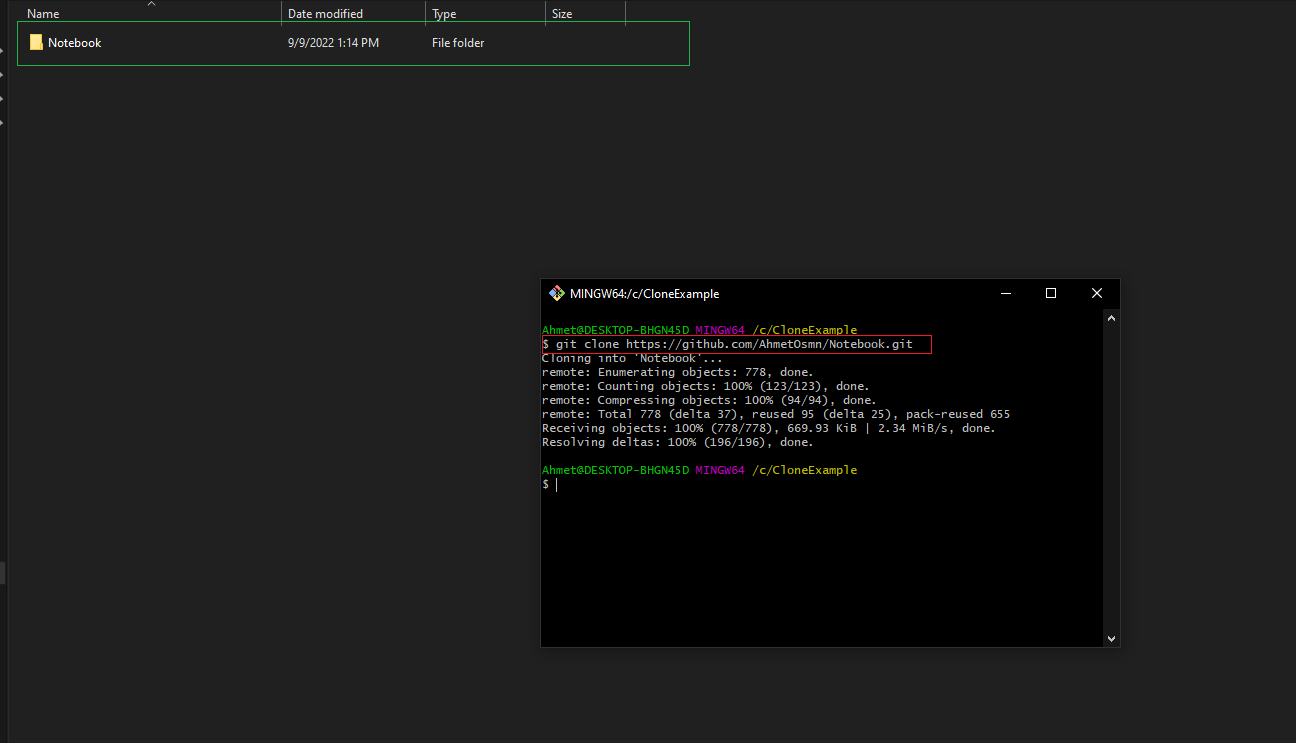 Name Date modified Type Size
Notebook 9/9/2022 1:14 PM File folder
MINGW64:/c/CloneExample
Ahmet@DESKTOP-BHGN45D MINGW64 /c/CloneExample
$ git clone https://github.com/AhmetOsmn/Notebook.git
Cloning into 'Notebook'...
remote: Enumerating objects: 778, done.
remote: Counting objects: 100% (123/123), done.
remote: Compressing objects: 100% (94/94), done.
remote: Total 778 (delta 37), reused 95 (delta 25), pack-reused 655
Receiving objects: 100% (778/778), 669.93 KiB | 2.34 MiB/s, done.
Resolving deltas: 100% (196/196), done.
Ahmet@DESKTOP-BHGN45D MINGW64 /c/CloneExample
$